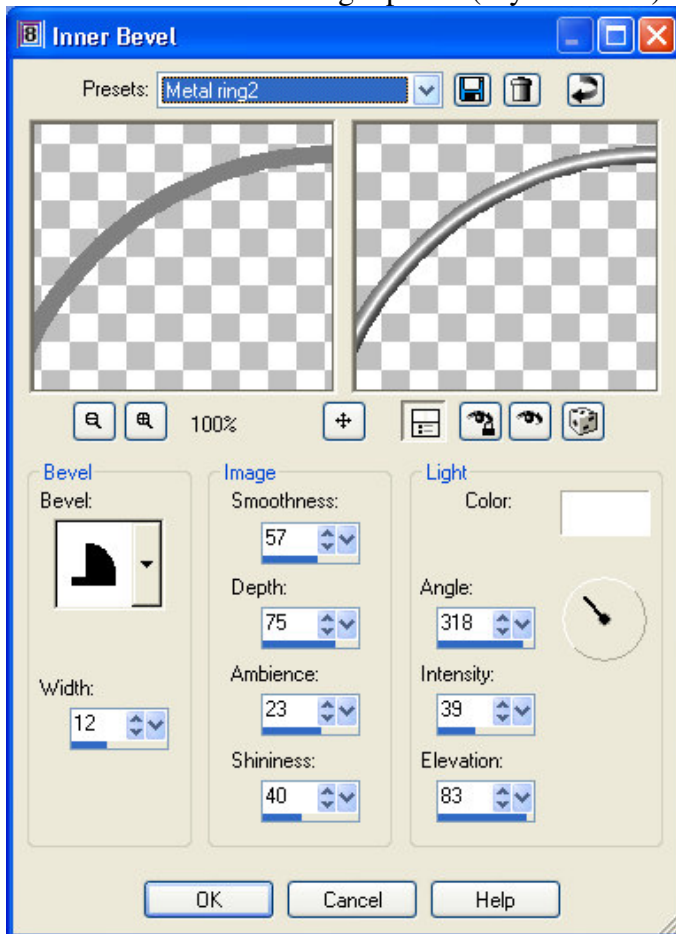 8 Inner Bevel
Presets: Metal ring2
100%
Bevel
Bevel:
Width:
12
Image
Smoothness:
57
Depth:
75
Ambience:
23
Shininess:
40
Light
Color:
Angle:
318
Intensity:
39
Elevation:
83
OK Cancel Help